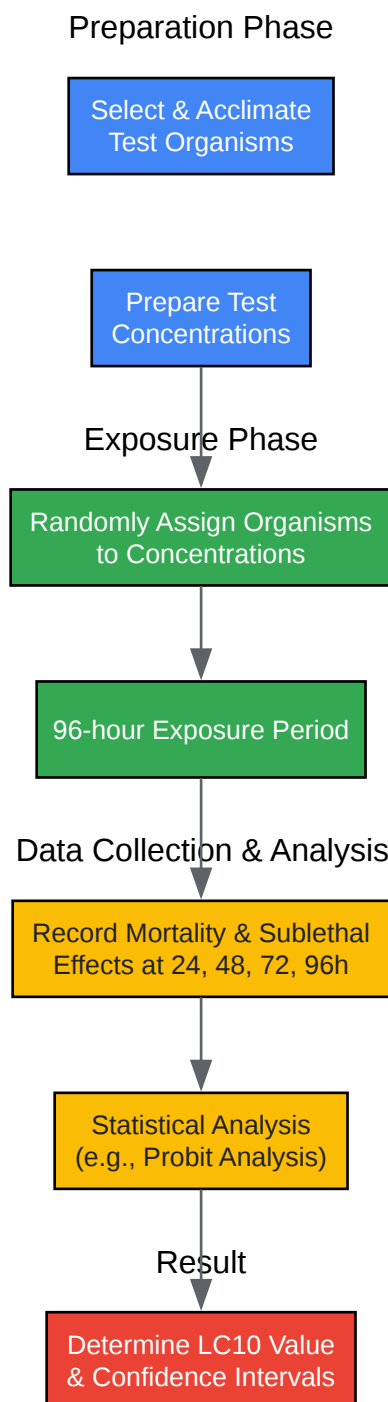 Preparation Phase
Select & Acclimate
Test Organisms
Prepare Test
Concentrations
Exposure Phase
Randomly Assign Organisms
to Concentrations
96-hour Exposure Period
Data Collection & Analysis
Record Mortality & Sublethal
Effects at 24, 48, 72, 96h
Statistical Analysis
(e.g., Probit Analysis)
Result
Determine LC10 Value
& Confidence Intervals